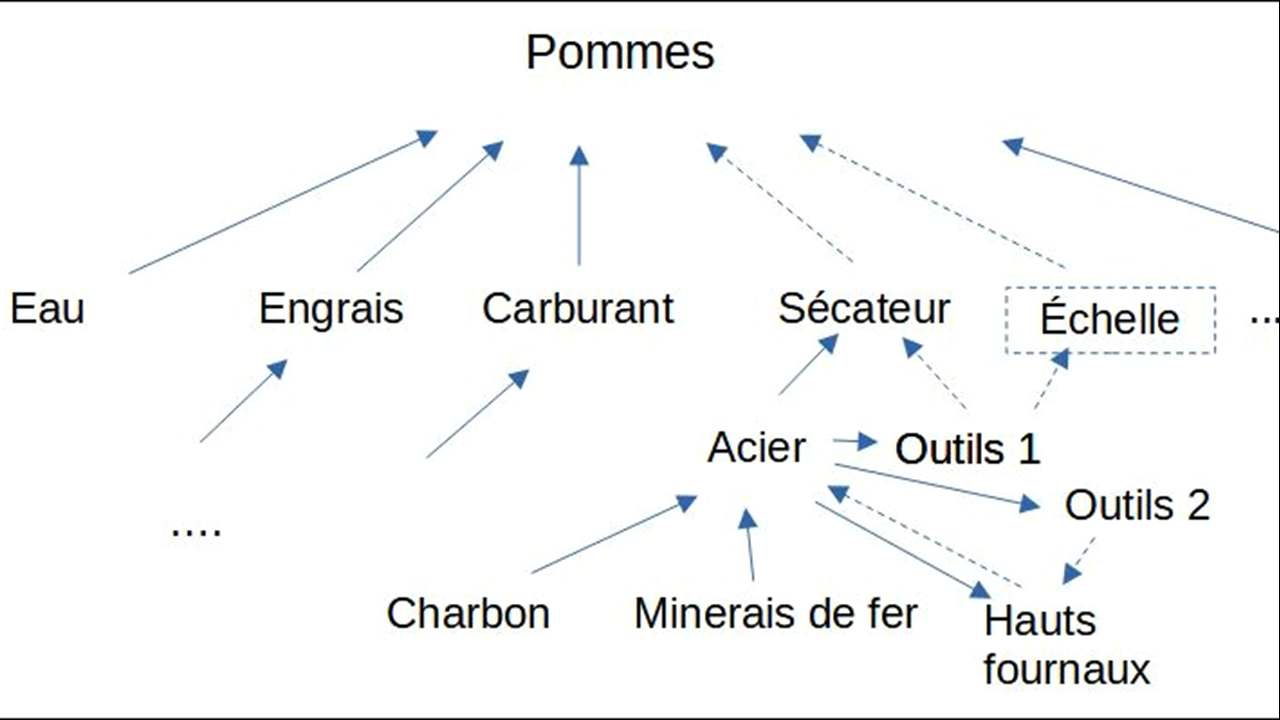 Pommes
Eau
Engrais
Carburant
Sécateur
Échelle
...
Acier
Outils 1
Outils 2
....
Charbon
Minerais de fer
Hauts
fournaux